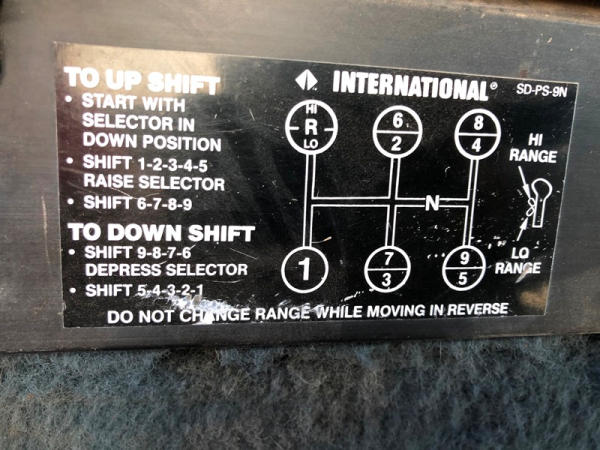 TO UP SHIFT
• START WITH
SELECTOR IN
DOWN POSITION
• SHIFT 1-2-3-4-5
RAISE SELECTOR
• SHIFT 6-7-8-9
TO DOWN SHIFT
• SHIFT 9-8-7-6
DEPRESS SELECTOR
• SHIFT 5-4-3-2-1
INTERNATIONAL®
SD-PS-9N
HI
R
LO
6
2
8
4
N
1
7
3
9
5
HI
RANGE
LO
RANGE
DO NOT CHANGE RANGE WHILE MOVING IN REVERSE